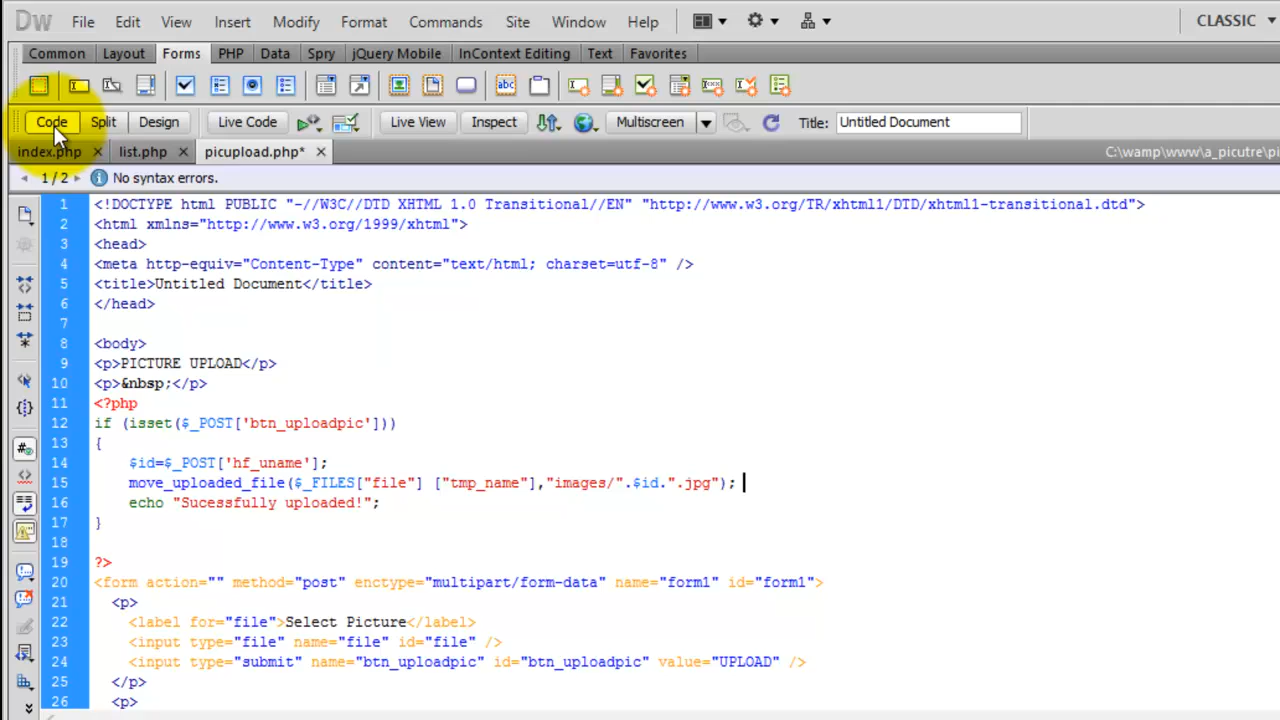 Dw File Edit View Insert Modify Format Commands Site Window Help CLASSIC
Common Layout Forms PHP Data Spry jQuery Mobile InContext Editing Text Favorites
abc
Code Split Design Live Code Live View Inspect Multiscreen Title: Untitled Document
index.php list.php picupload.php* C:\wamp\www\a_picutre\pi
1 / 2 No syntax errors.
1 <!DOCTYPE html PUBLIC "-//W3C//DTD XHTML 1.0 Transitional//EN" "http://www.w3.org/TR/xhtml1/DTD/xhtml1-transitional.dtd">
2 <html xmlns="http://www.w3.org/1999/xhtml">
3 <head>
4 <meta http-equiv="Content-Type" content="text/html; charset=utf-8" />
5 <title>Untitled Document</title>
6 </head>
7
8 <body>
9 <p>PICTURE UPLOAD</p>
10 <p>&nbsp;</p>
11 <?php
12 if (isset($_POST['btn_uploadpic']))
13 {
14 $id=$_POST['hf_uname'];
15 move_uploaded_file($_FILES["file"] ["tmp_name"],"images/".$id.".jpg");
16 echo "Sucessfully uploaded!";
17 }
18
19 ?>
20 <form action="" method="post" enctype="multipart/form-data" name="form1" id="form1">
21 <p>
22 <label for="file">Select Picture</label>
23 <input type="file" name="file" id="file" />
24 <input type="submit" name="btn_uploadpic" id="btn_uploadpic" value="UPLOAD" />
25 </p>
26 <p>